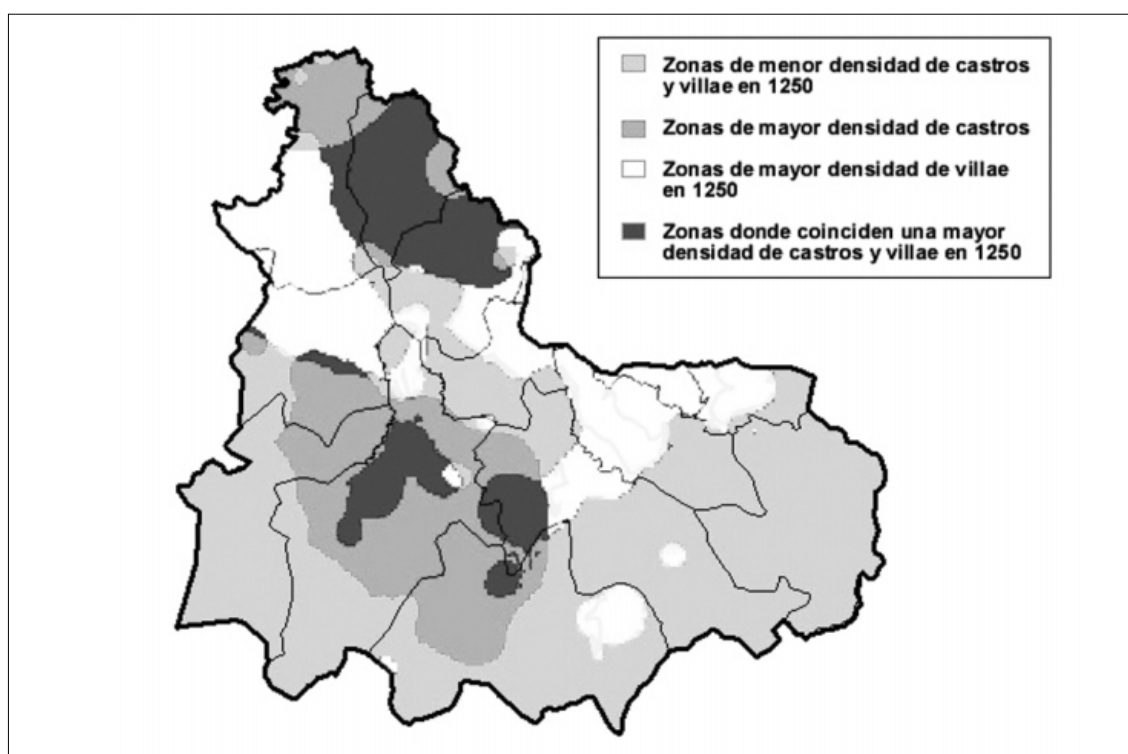 Zonas de menor densidad de castros
y villae en 1250
Zonas de mayor densidad de castros
Zonas de mayor densidad de villae
en 1250
Zonas donde coinciden una mayor
densidad de castros y villae en 1250